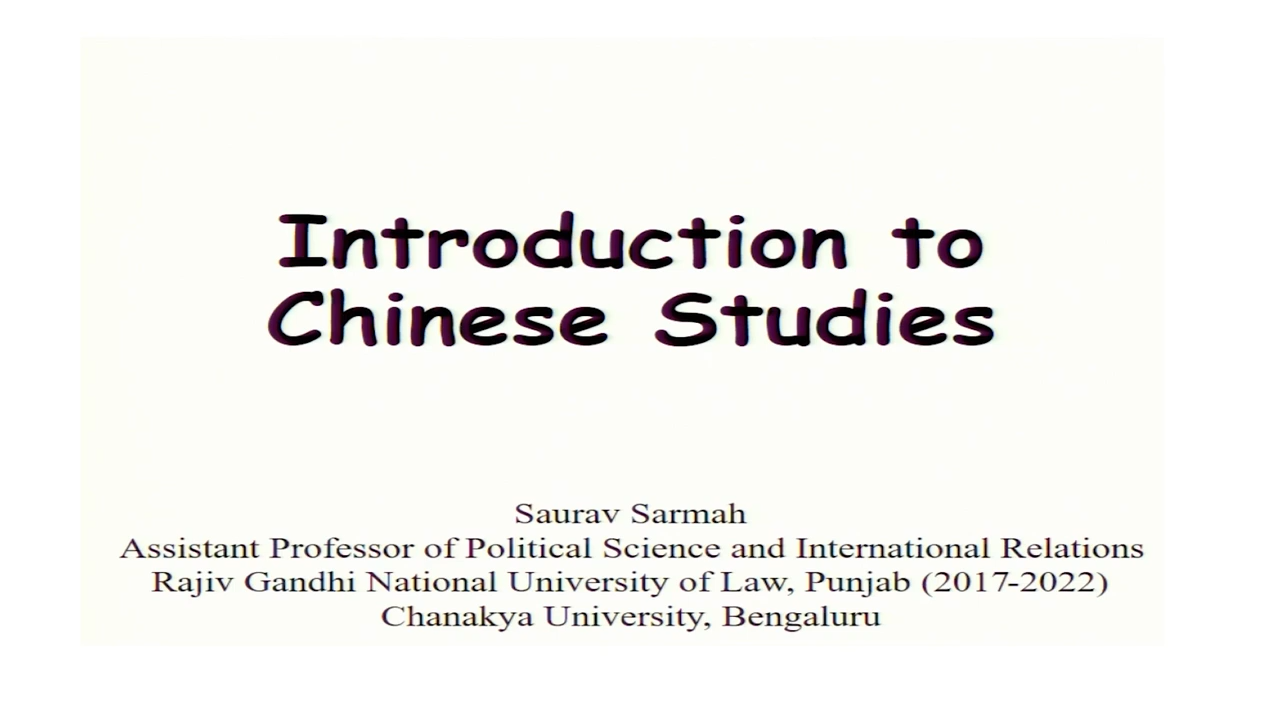 Introduction to
Chinese Studies
Saurav Sarmah
Assistant Professor of Political Science and International Relations
Rajiv Gandhi National University of Law, Punjab (2017-2022)
Chanakya University, Bengaluru